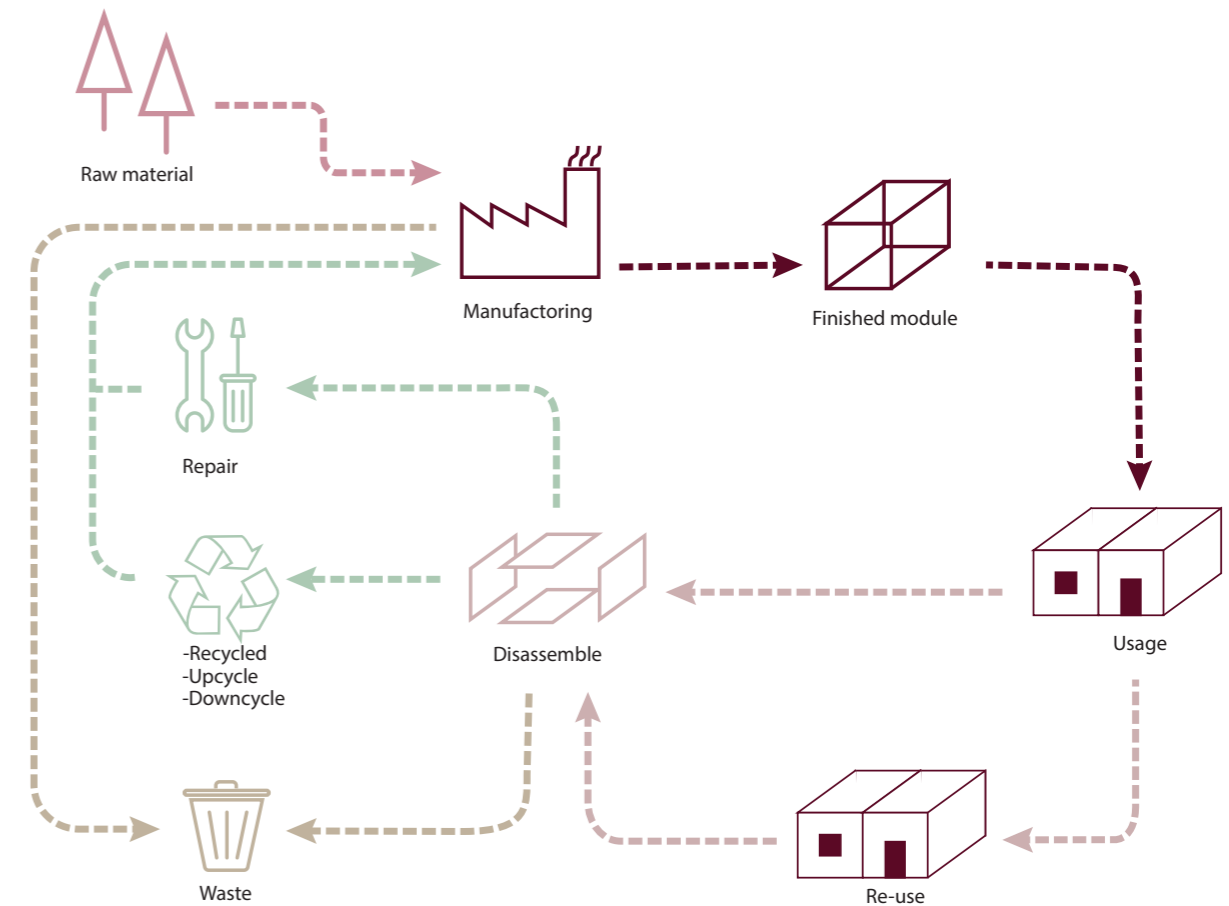 Raw material
Manufactoring
Finished module
Repair
-Recycled
-Upcycle
-Downcycle
Disassemble
Usage
Waste
Re-use